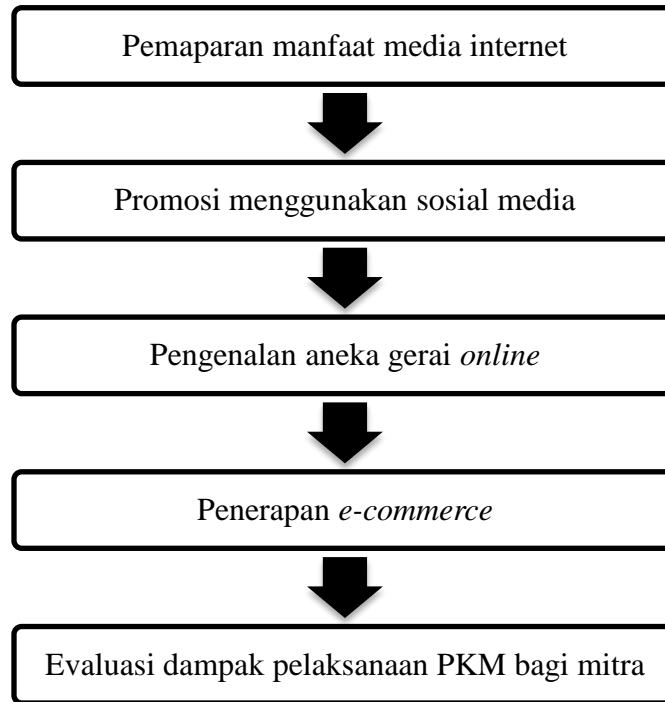 Pemaparan manfaat media internet
Promosi menggunakan sosial media
Pengenalan aneka gerai online
Penerapan e-commerce
Evaluasi dampak pelaksanaan PKM bagi mitra